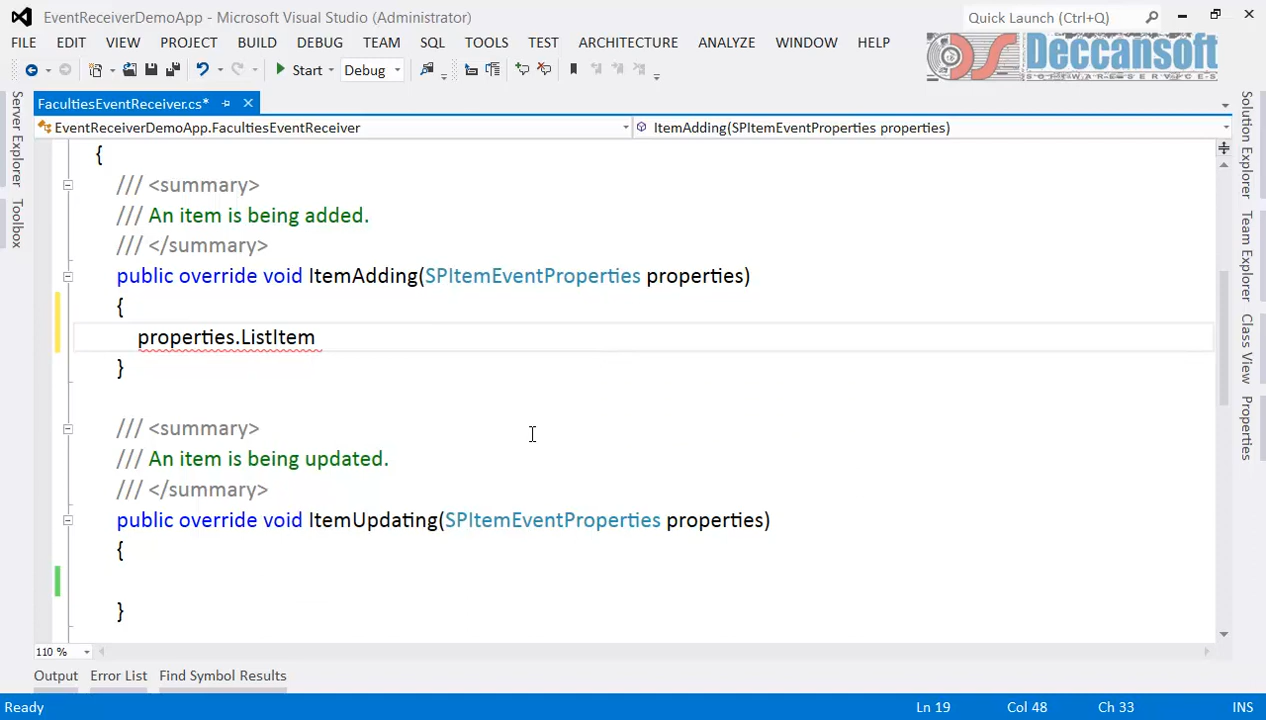 EventReceiverDemoApp - Microsoft Visual Studio (Administrator)
Quick Launch (Ctrl+Q)
FILE EDIT VIEW PROJECT BUILD DEBUG TEAM SQL TOOLS TEST ARCHITECTURE ANALYZE WINDOW HELP
Deccansoft
SOFTWARE SERVICES
Start Debug
FacultiesEventReceiver.cs*
EventReceiverDemoApp.FacultiesEventReceiver
ItemAdding(SPItemEventProperties properties)
Server Explorer
Toolbox
{
/// <summary>
/// An item is being added.
/// </summary>
public override void ItemAdding(SPItemEventProperties properties)
{
properties.ListItem
}
/// <summary>
/// An item is being updated.
/// </summary>
public override void ItemUpdating(SPItemEventProperties properties)
{
}
Solution Explorer
Team Explorer
Class View
Properties
110 %
Output Error List Find Symbol Results
Ready Ln 19 Col 48 Ch 33 INS